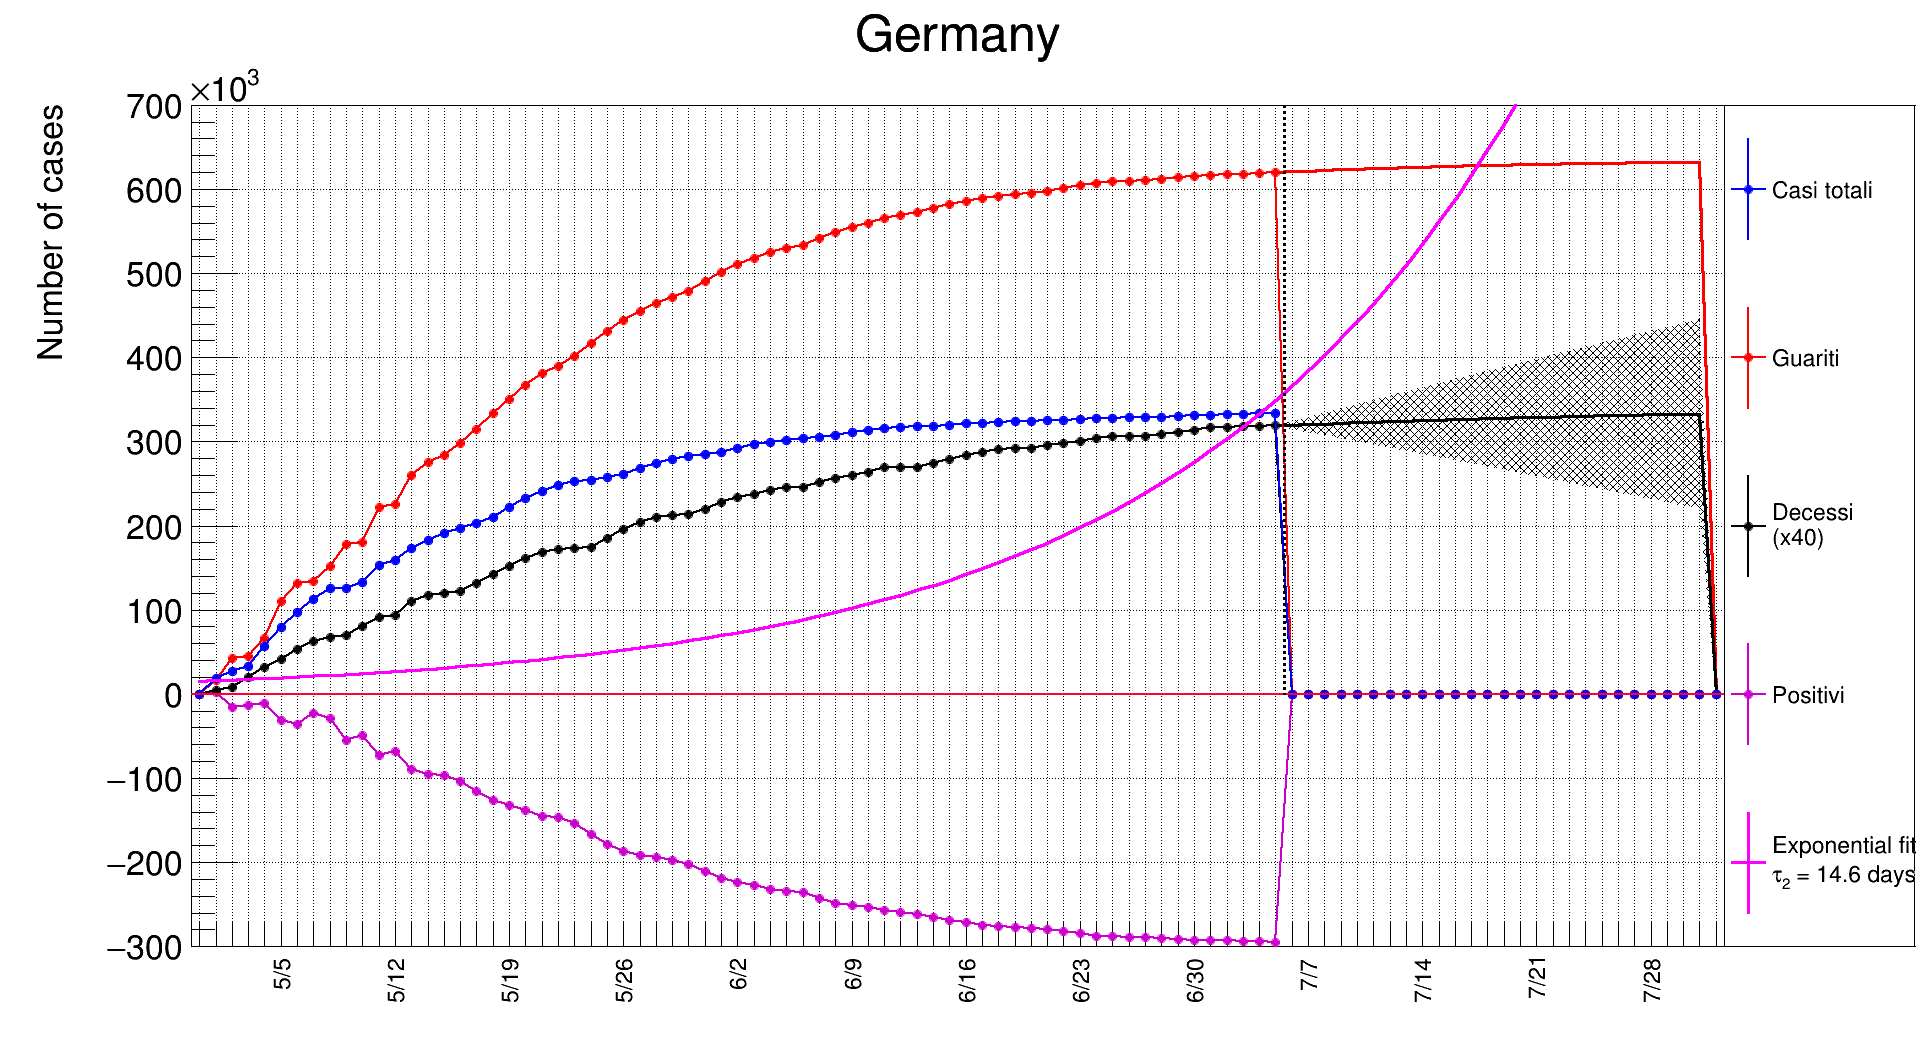 Germany
×10³
Number of cases
700
600
500
400
300
200
100
0
−100
−200
−300
5/5
5/12
5/19
5/26
6/2
6/9
6/16
6/23
6/30
7/7
7/14
7/21
7/28
Casi totali
Guariti
Decessi
(x40)
Positivi
Exponential fit
τ₂ = 14.6 days